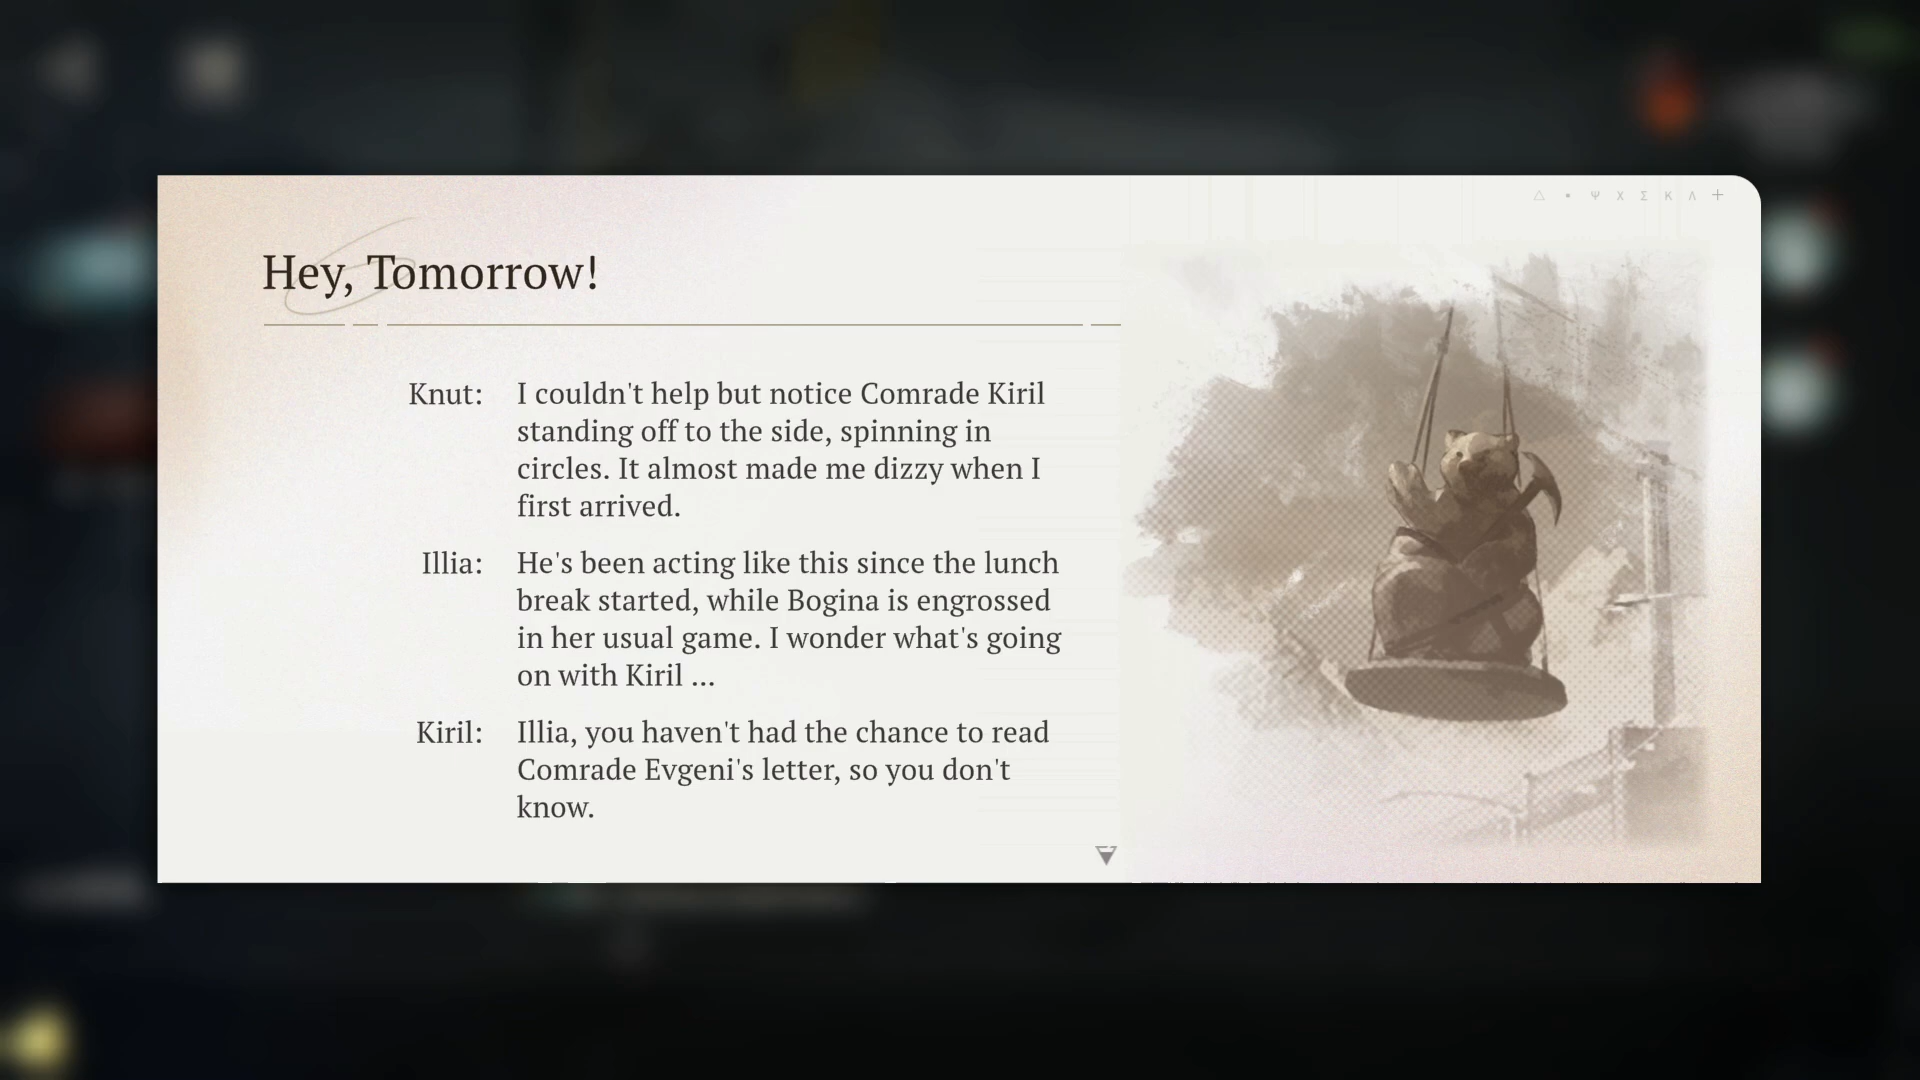 △ • Ψ Χ Σ Κ Λ +
Hey, Tomorrow!
Knut: I couldn't help but notice Comrade Kiril
standing off to the side, spinning in
circles. It almost made me dizzy when I
first arrived.
Illia: He's been acting like this since the lunch
break started, while Bogina is engrossed
in her usual game. I wonder what's going
on with Kiril ...
Kiril: Illia, you haven't had the chance to read
Comrade Evgeni's letter, so you don't
know.